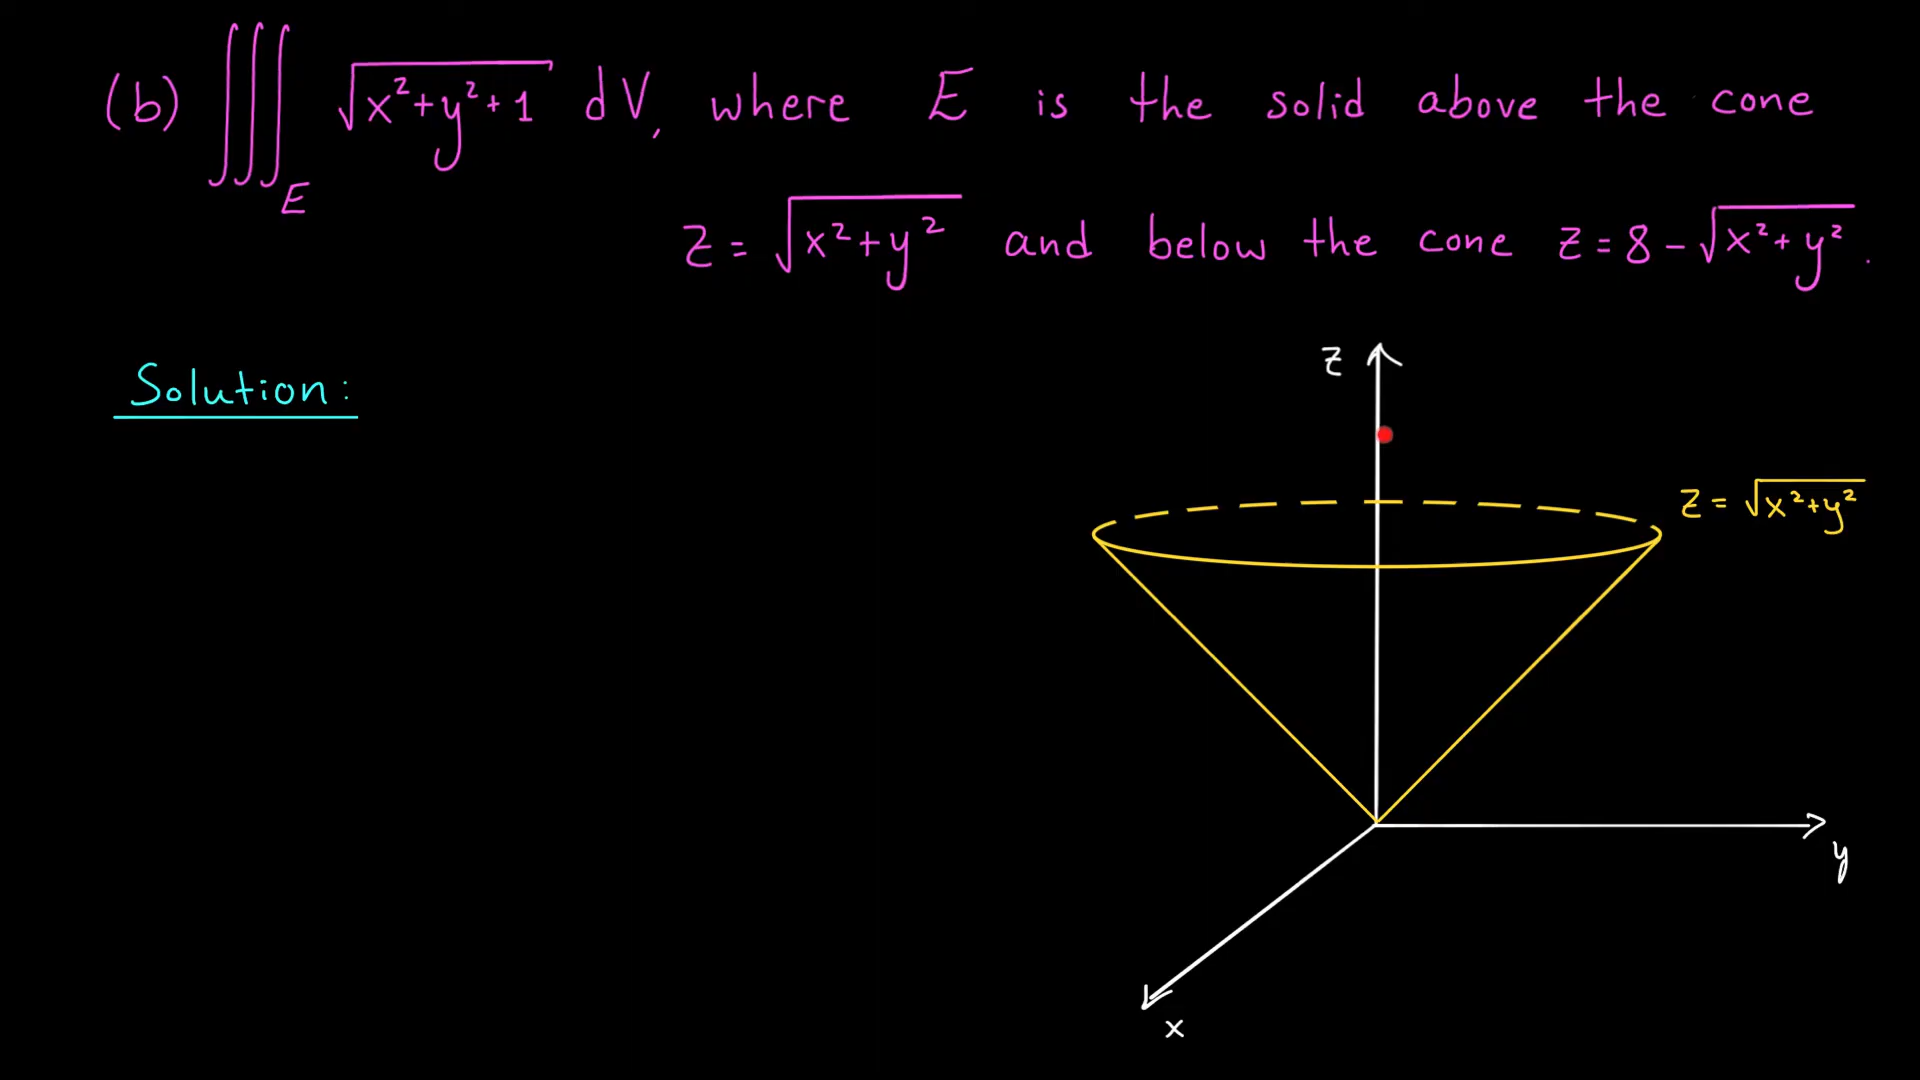 (b) ∭_E √(x²+y²+1) dV, where E is the solid above the cone
z = √(x²+y²) and below the cone z = 8 - √(x²+y²).
Solution:
z
z = √(x²+y²)
y
x